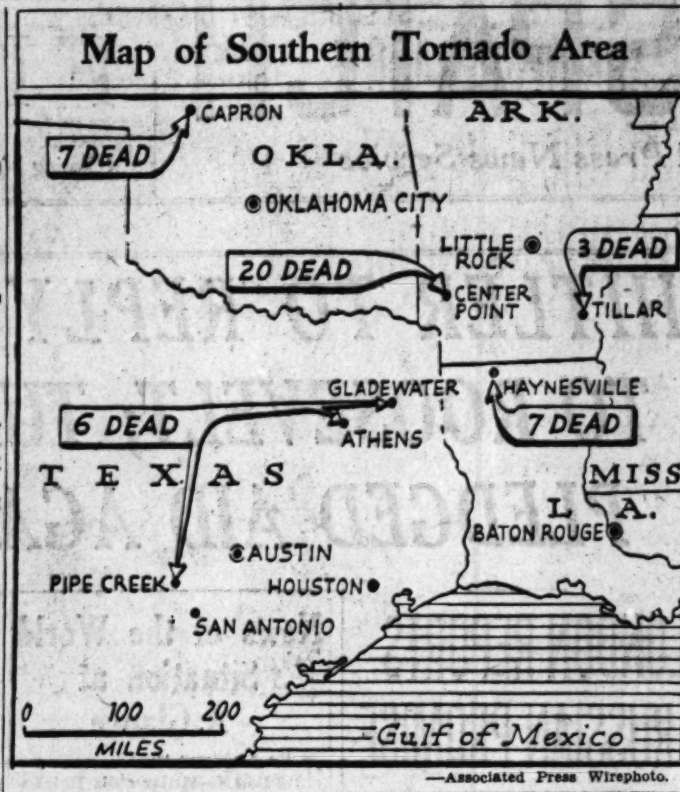 Map of Southern Tornado Area
CAPRON
ARK.
7 DEAD
OKLA.
OKLAHOMA CITY
LITTLE
ROCK
3 DEAD
20 DEAD
CENTER
POINT
TILLAR
GLADEWATER
HAYNESVILLE
6 DEAD
7 DEAD
ATHENS
TEXAS
MISS
LA.
BATON ROUGE
AUSTIN
PIPE CREEK
HOUSTON
SAN ANTONIO
0 100 200
MILES
Gulf of Mexico
—Associated Press Wirephoto.